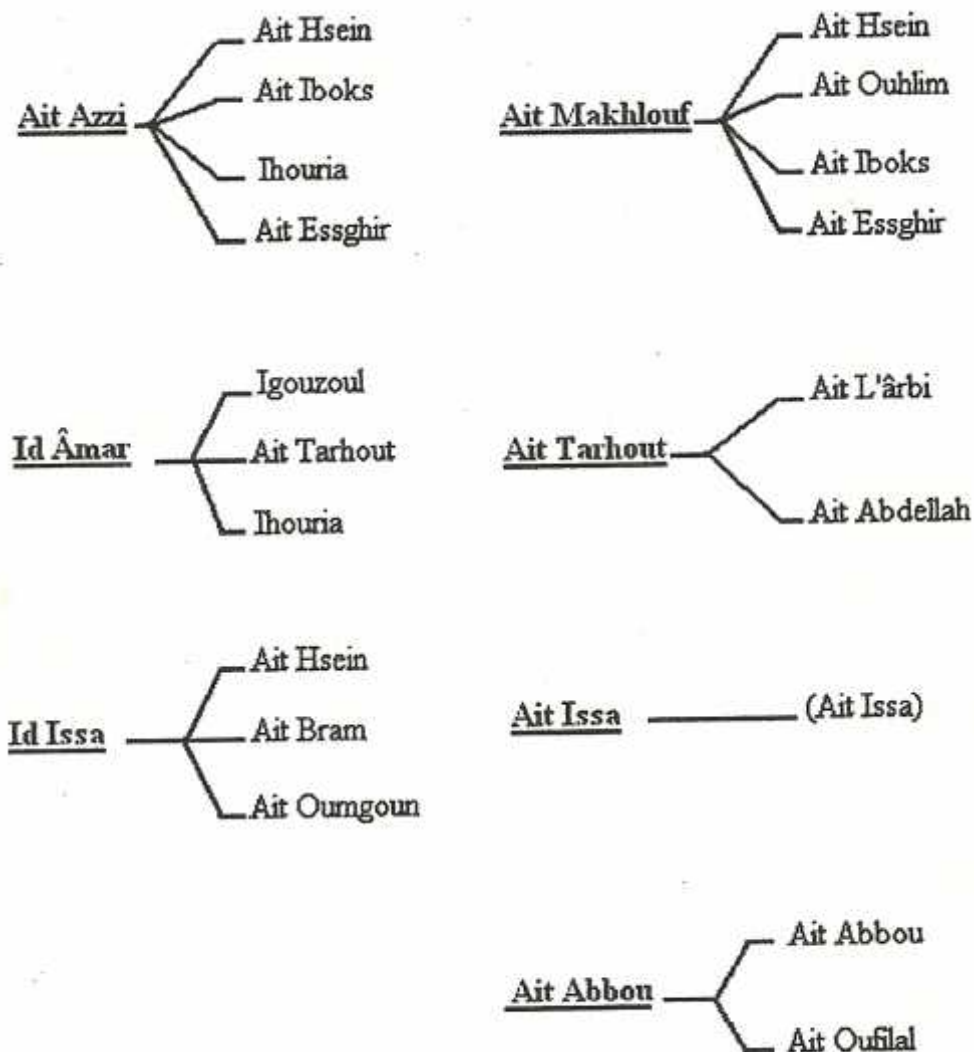 Ait Azzi
Ait Hsein
Ait Iboks
Ihouria
Ait Essghir
Ait Makhlouf
Ait Hsein
Ait Ouhlim
Ait Iboks
Ait Essghir
Id Âmar
Igouzoul
Ait Tarhout
Ihouria
Ait Tarhout
Ait L'ârbi
Ait Abdellah
Id Issa
Ait Hsein
Ait Bram
Ait Oumgoun
Ait Issa
(Ait Issa)
Ait Abbou
Ait Abbou
Ait Oufilal